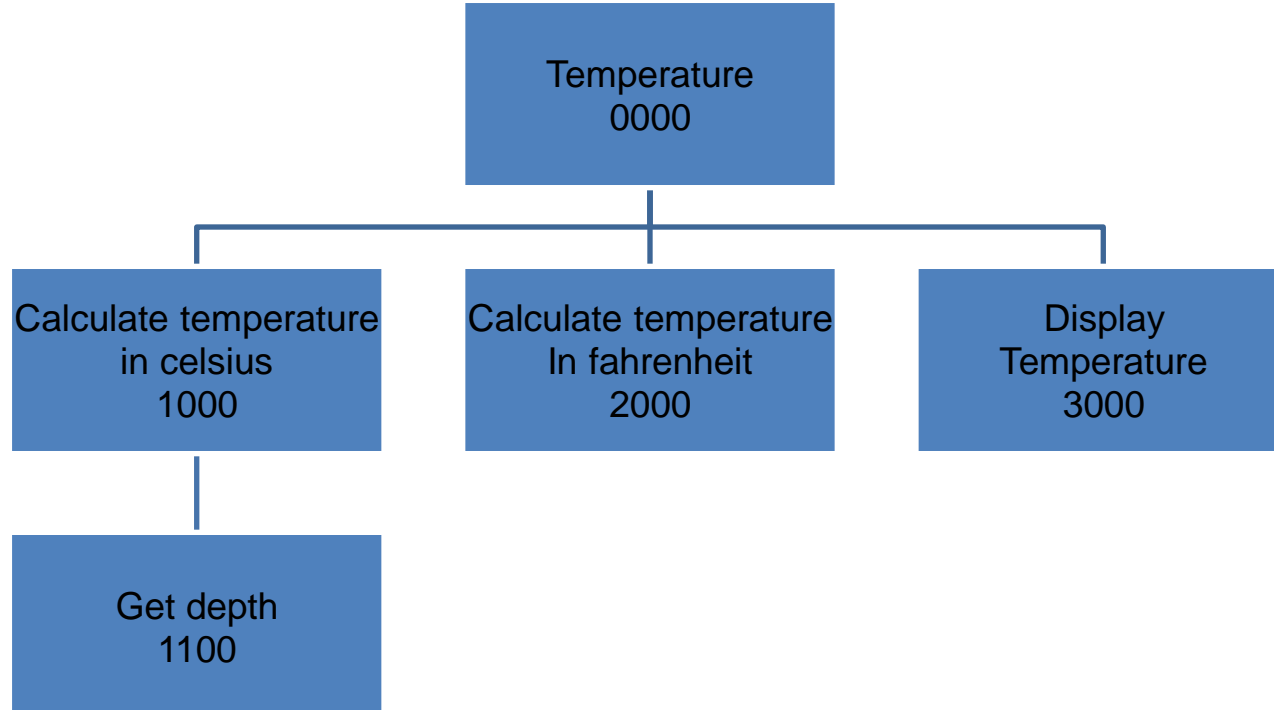 Temperature
0000
Calculate temperature
in celsius
1000
Calculate temperature
In fahrenheit
2000
Display
Temperature
3000
Get depth
1100